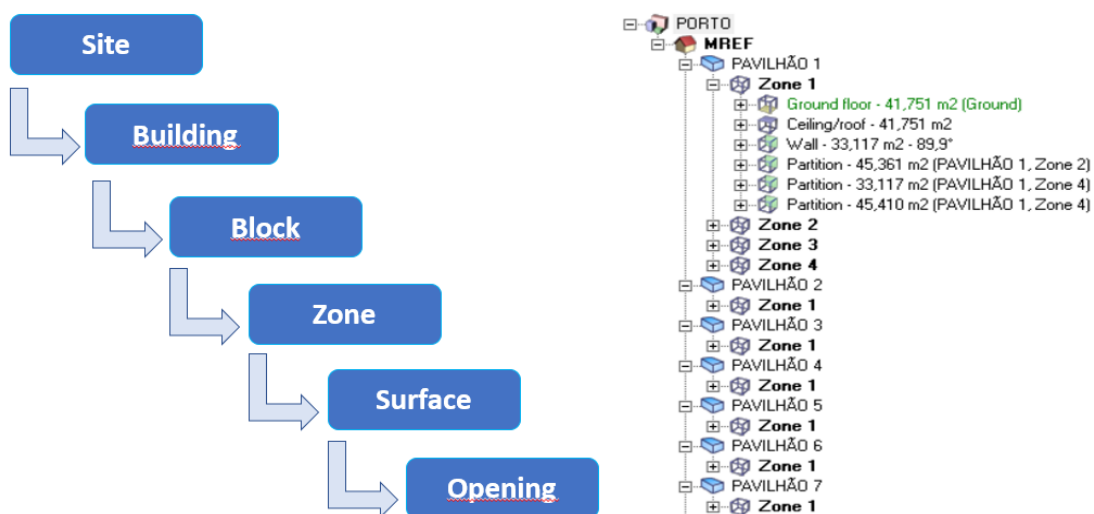 Site
Building
Block
Zone
Surface
Opening
PORTO
MREF
PAVILHÃO 1
Zone 1
Ground floor - 41,751 m2 (Ground)
Ceiling/roof - 41,751 m2
Wall - 33,117 m2 - 89,9°
Partition - 45,361 m2 (PAVILHÃO 1, Zone 2)
Partition - 33,117 m2 (PAVILHÃO 1, Zone 4)
Partition - 45,410 m2 (PAVILHÃO 1, Zone 4)
Zone 2
Zone 3
Zone 4
PAVILHÃO 2
Zone 1
PAVILHÃO 3
Zone 1
PAVILHÃO 4
Zone 1
PAVILHÃO 5
Zone 1
PAVILHÃO 6
Zone 1
PAVILHÃO 7
Zone 1